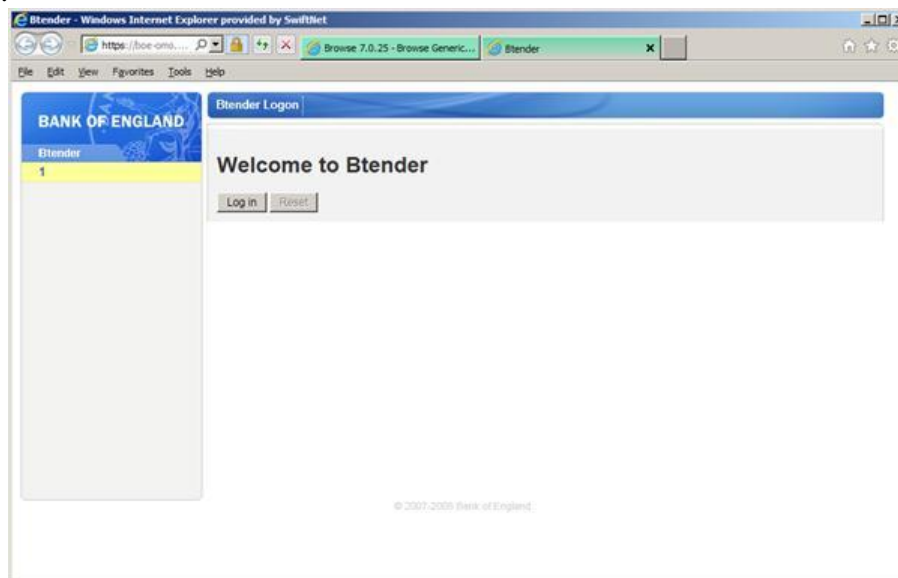 Btender - Windows Internet Explorer provided by SwiftNet
https://boe-omo....
Browse 7.0.25 - Browse Generic...
Btender
File Edit View Favorites Tools Help
BANK OF ENGLAND
Btender
1
Btender Logon
Welcome to Btender
Log in
Reset
© 2007-2008 Bank of England